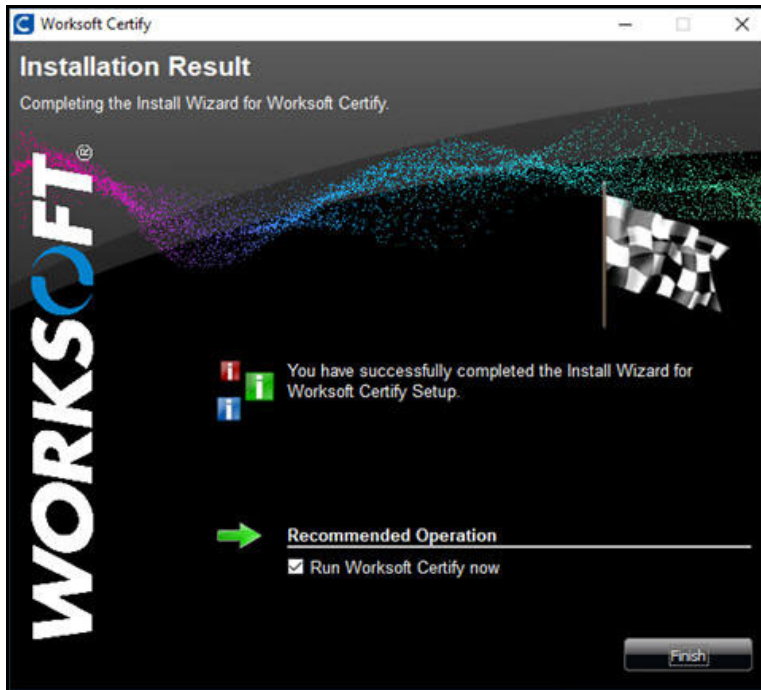 Worksoft Certify
Installation Result
Completing the Install Wizard for Worksoft Certify.
WORKSOFT®
You have successfully completed the Install Wizard for
Worksoft Certify Setup.
Recommended Operation
Run Worksoft Certify now
Finish